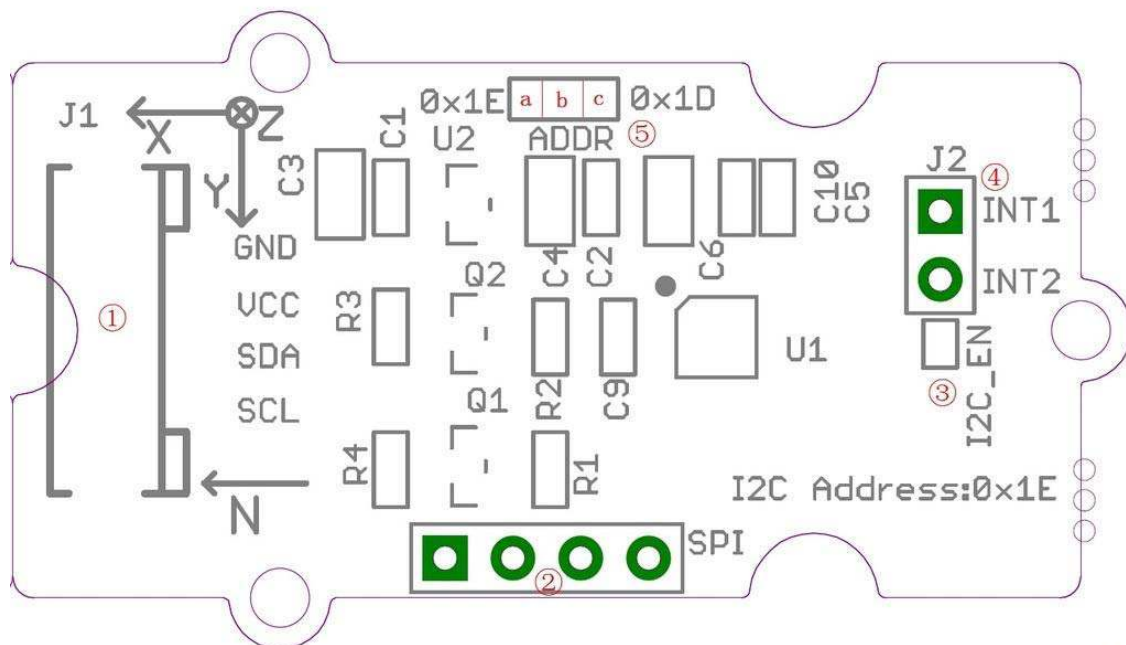 0x1E a b c 0x1D
ADDR ⑤
J1
X
Z
Y
C3
C1
U2
C10
C5
J2 ④
INT1
INT2
GND
VCC
SDA
SCL
①
R3
Q2
C4
C2
C6
U1
R4
Q1
R2
C9
R1
③
I2C_EN
N
I2C Address:0x1E
SPI
②